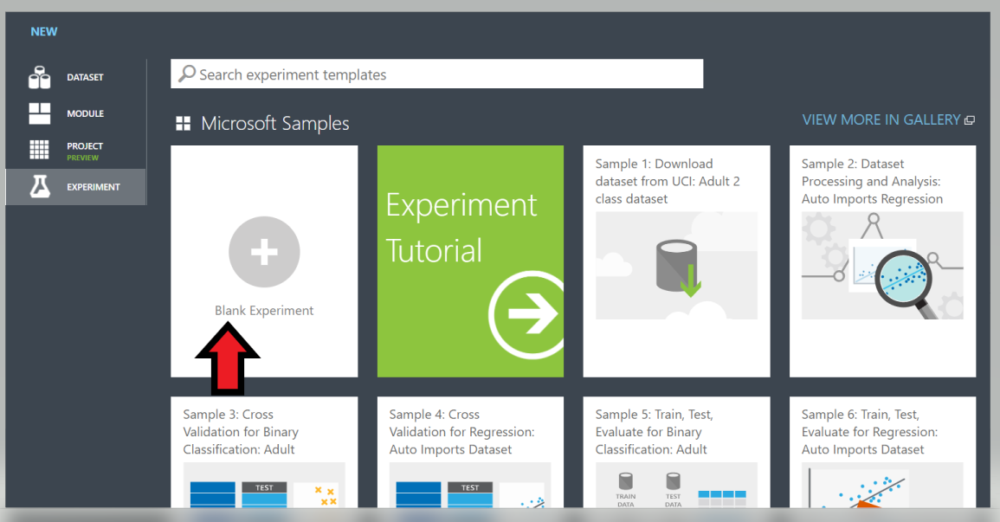 NEW
DATASET
MODULE
PROJECT
PREVIEW
EXPERIMENT
Search experiment templates
Microsoft Samples
VIEW MORE IN GALLERY
Blank Experiment
Experiment
Tutorial
Sample 1: Download
dataset from UCI: Adult 2
class dataset
Sample 2: Dataset
Processing and Analysis:
Auto Imports Regression
Sample 3: Cross
Validation for Binary
Classification: Adult
TEST
Sample 4: Cross
Validation for Regression:
Auto Imports Dataset
TEST
Sample 5: Train, Test,
Evaluate for Binary
Classification: Adult
TRAIN
DATA
TEST
DATA
Sample 6: Train, Test,
Evaluate for Regression:
Auto Imports Dataset